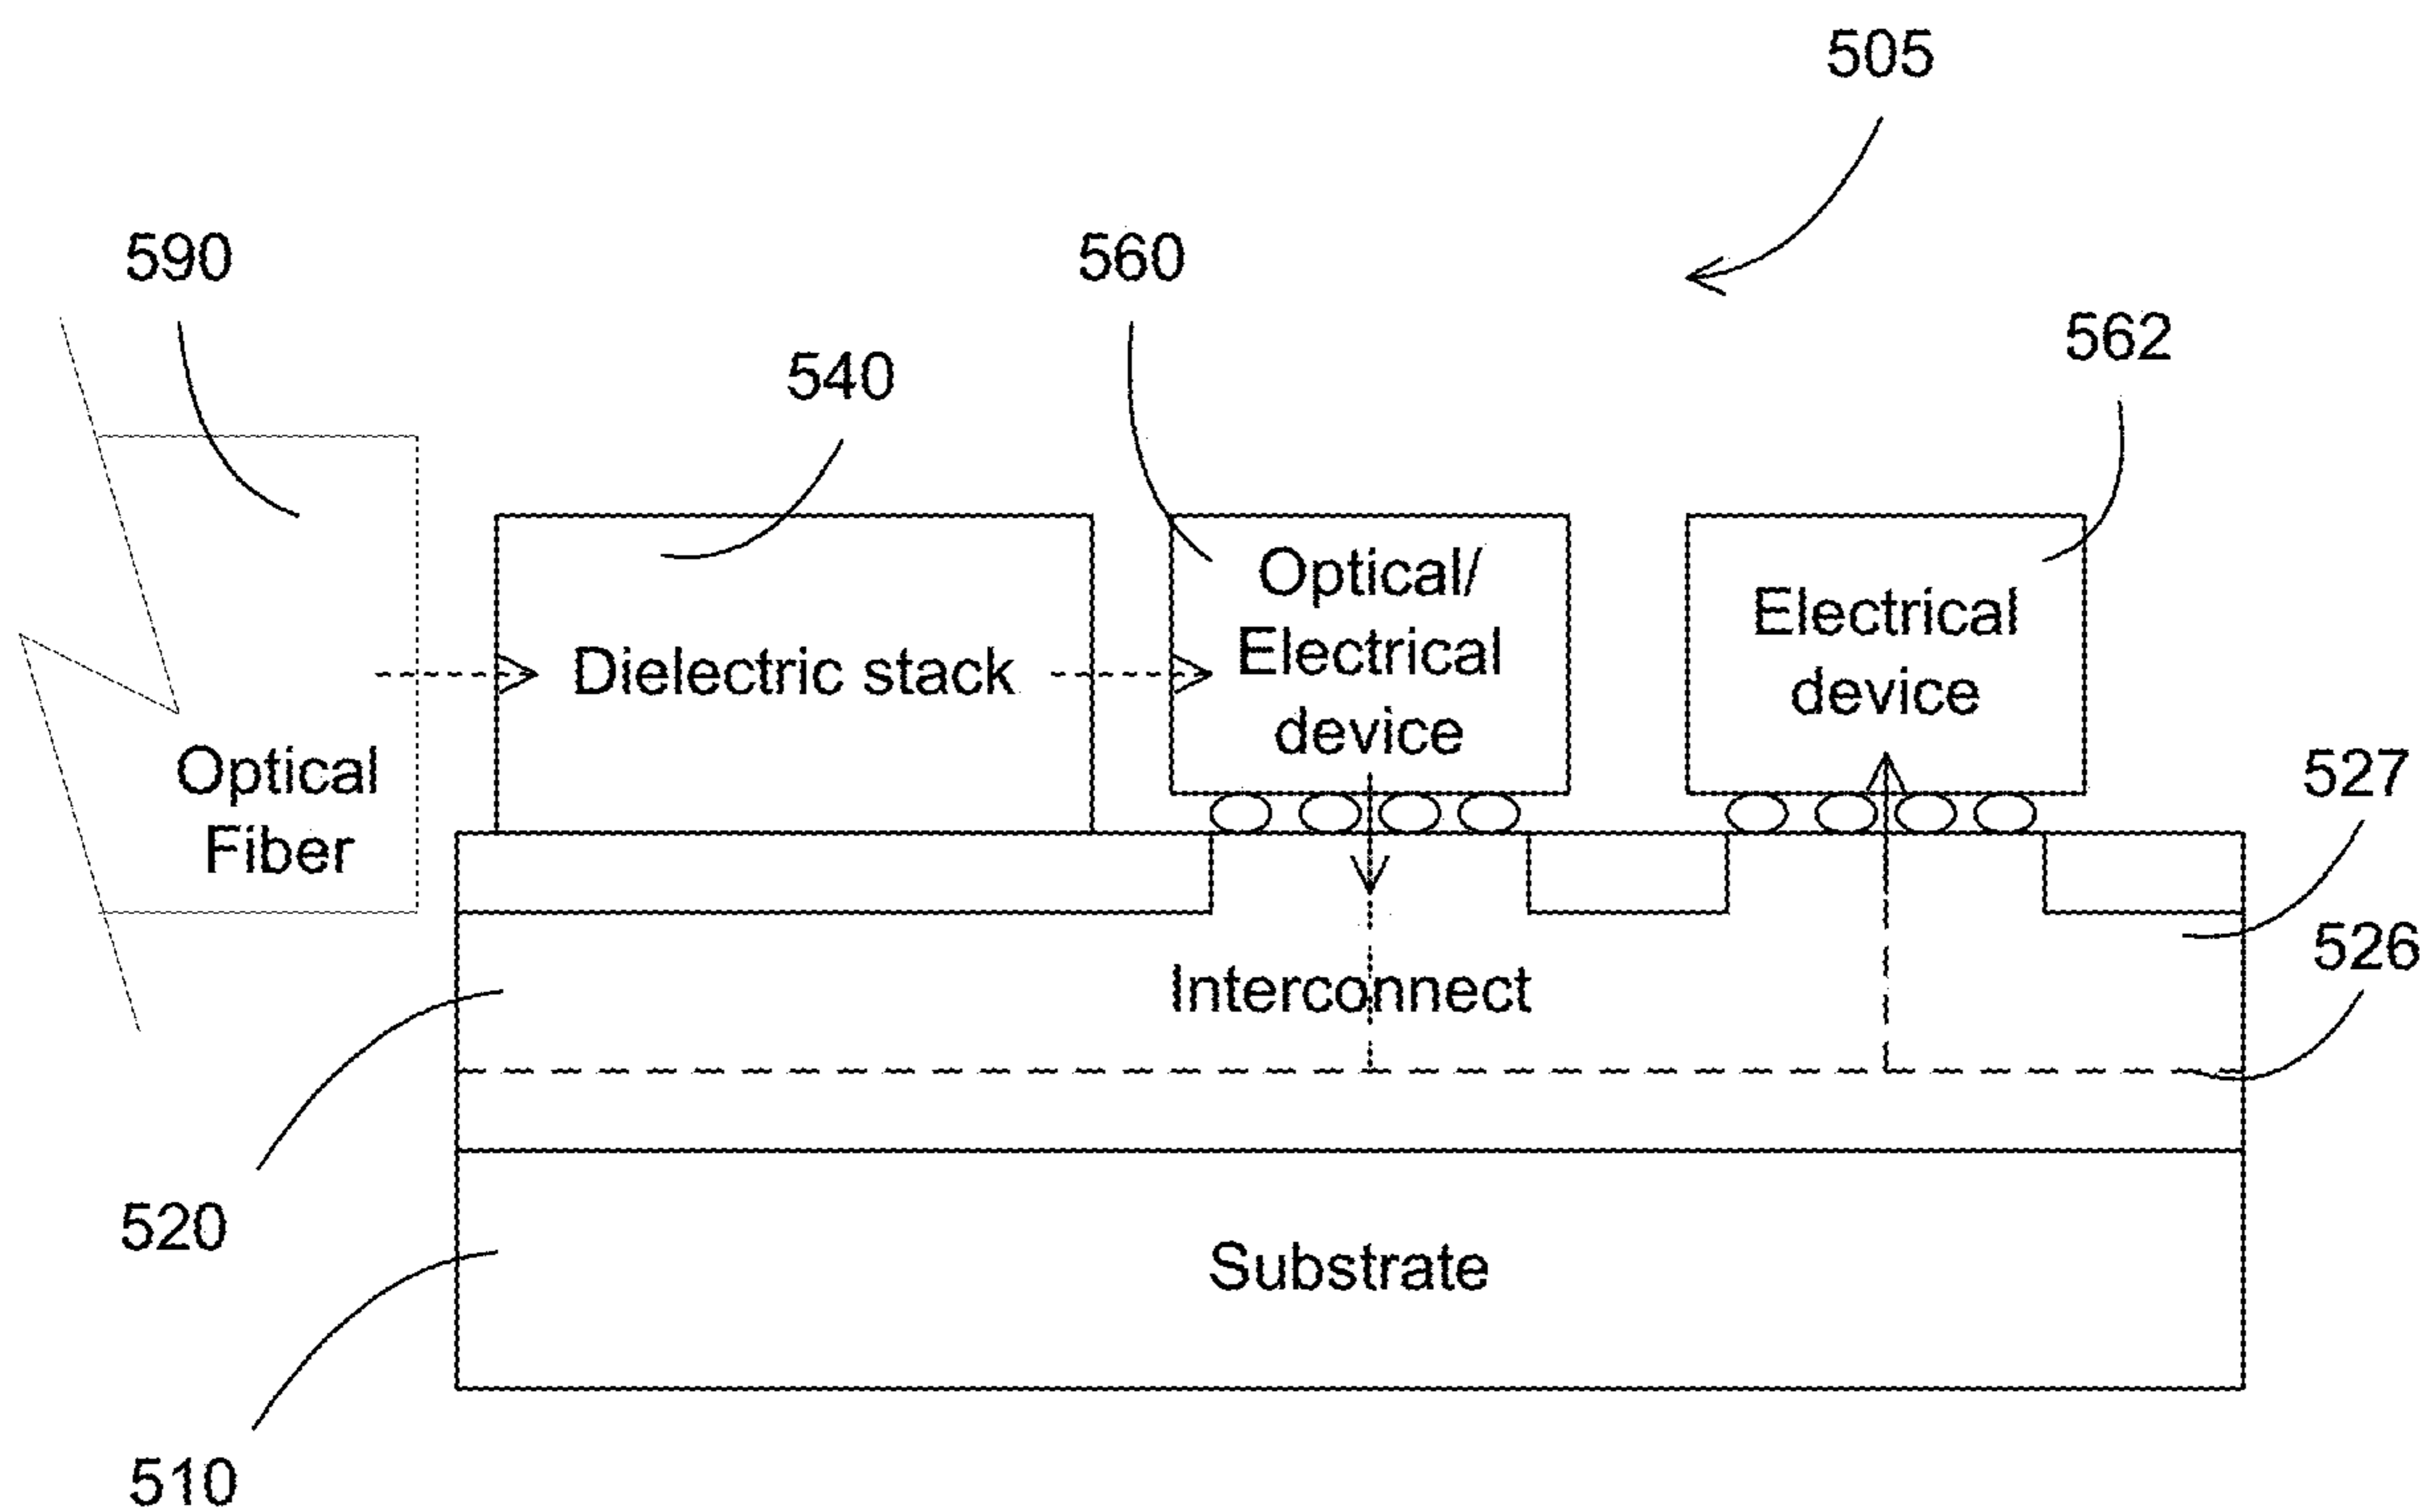 505
590
560
562
540
Optical/
Electrical
device
Electrical
device
Dielectric stack
Optical
Fiber
527
526
Interconnect
520
Substrate
510